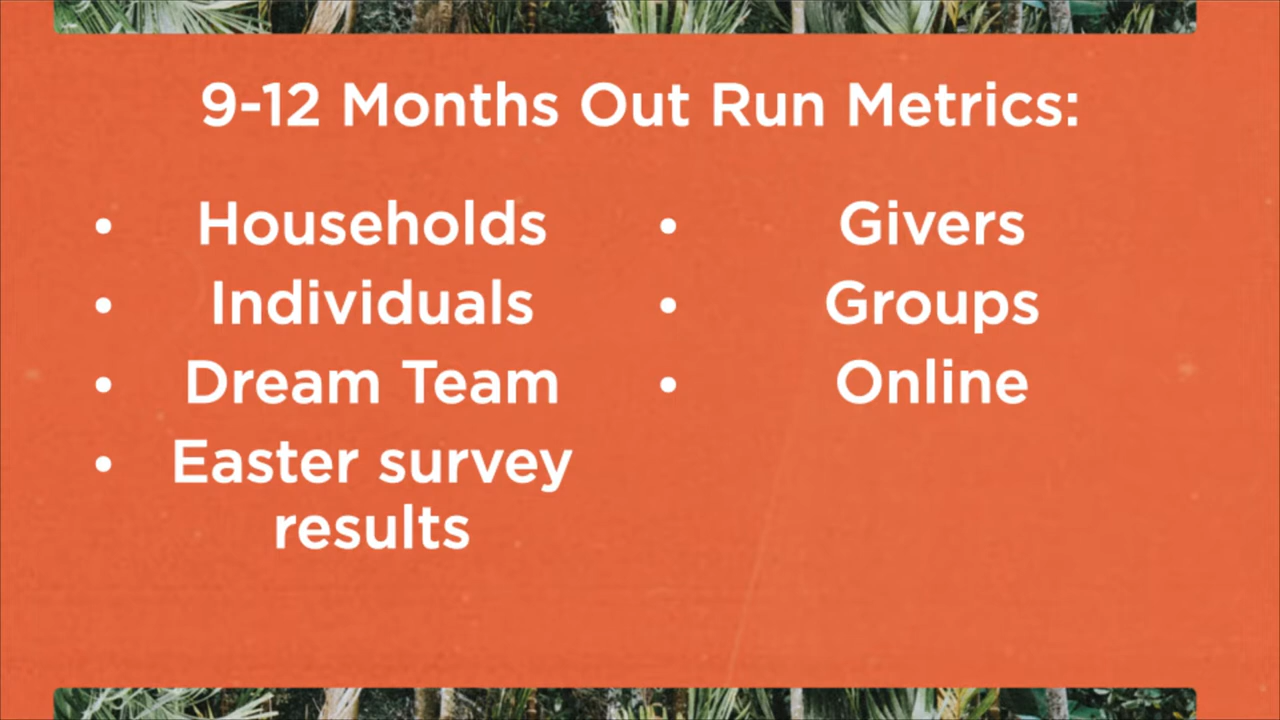 9-12 Months Out Run Metrics:
• Households
• Individuals
• Dream Team
• Easter survey
results
• Givers
• Groups
• Online